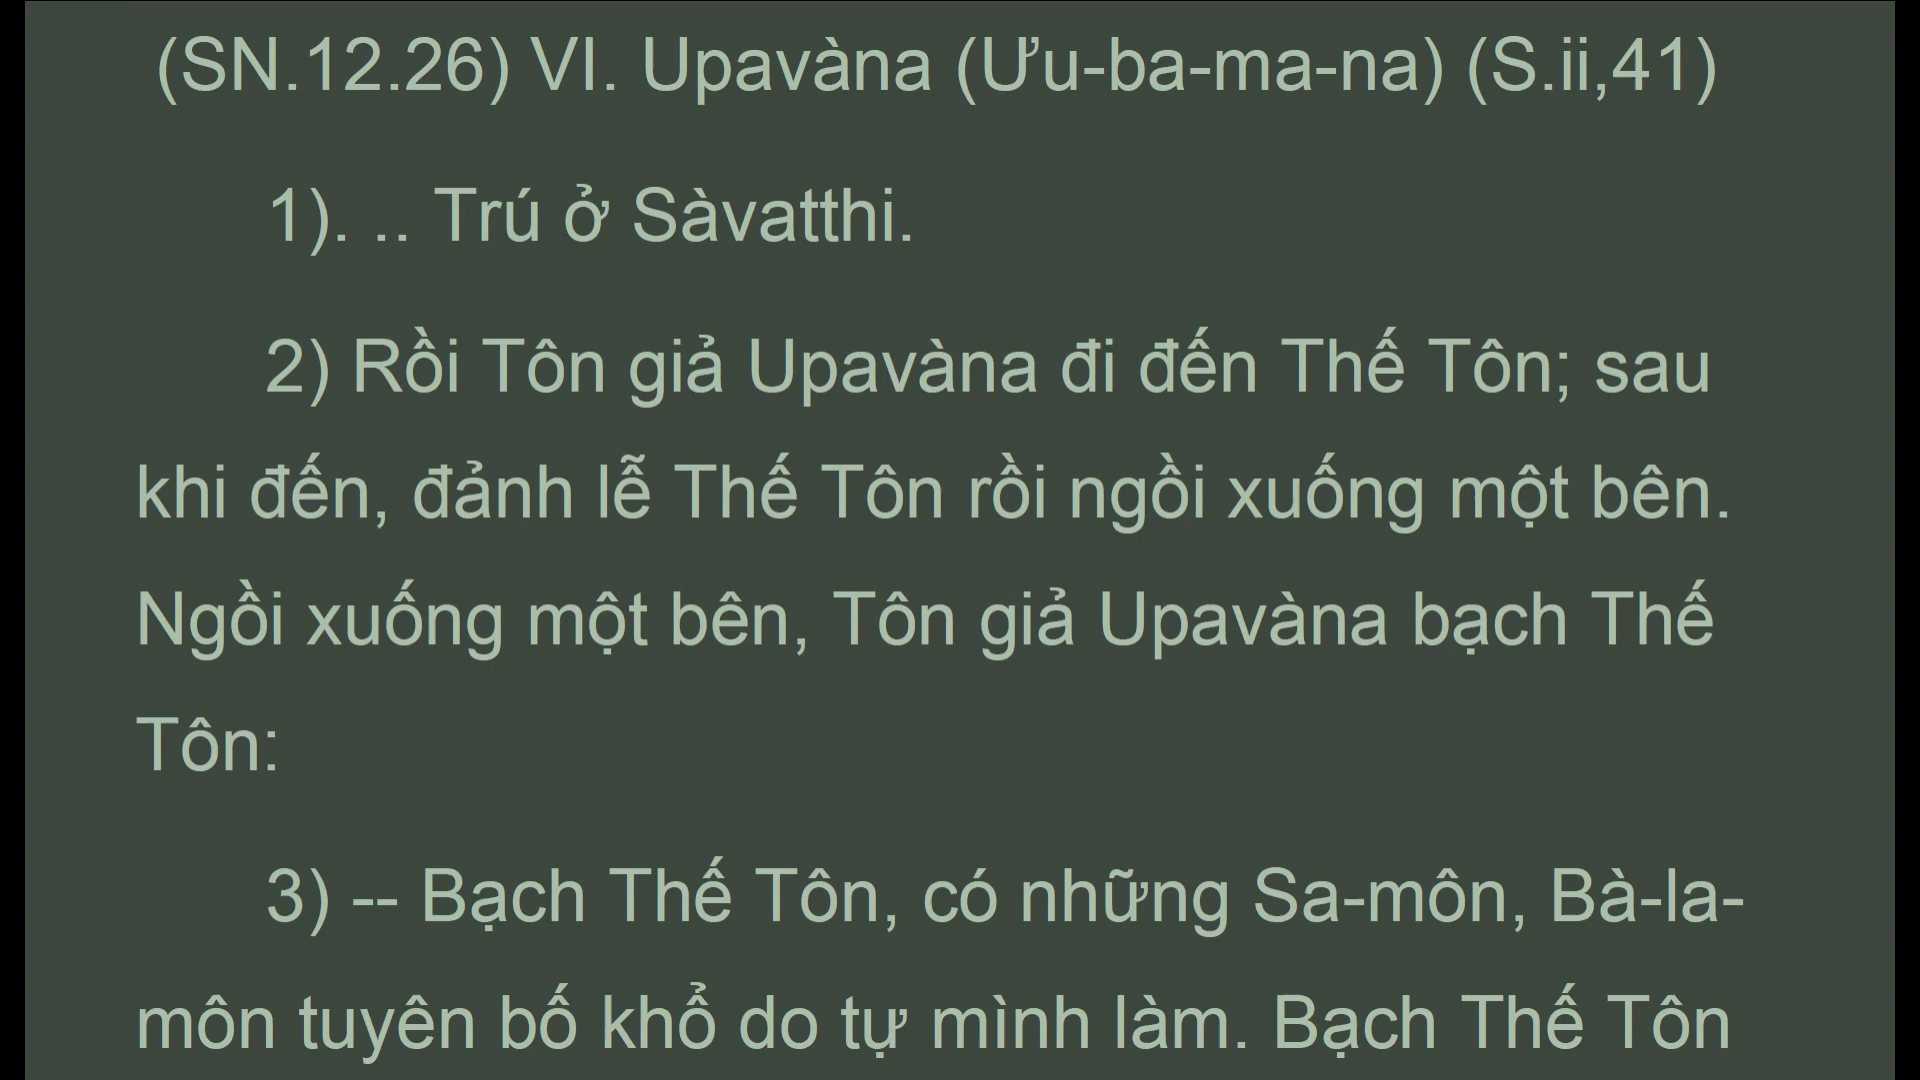 (SN.12.26) VI. Upavàna (Ưu-ba-ma-na) (S.ii,41)
1). .. Trú ở Sàvatthi.
2) Rồi Tôn giả Upavàna đi đến Thế Tôn; sau
khi đến, đảnh lễ Thế Tôn rồi ngồi xuống một bên.
Ngồi xuống một bên, Tôn giả Upavàna bạch Thế
Tôn:
3) -- Bạch Thế Tôn, có những Sa-môn, Bà-la-
môn tuyên bố khổ do tự mình làm. Bạch Thế Tôn